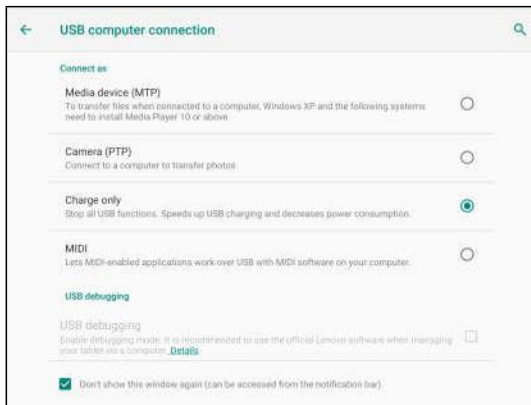 USB computer connection
Connect as
Media device (MTP)
To transfer files when connected to a computer, Windows XP and the following systems
need to install Media Player 10 or above
Camera (PTP)
Connect to a computer to transfer photos
Charge only
Stop all USB functions. Speeds up USB charging and decreases power consumption.
MIDI
Lets MIDI enabled applications work over USB with MIDI software on your computer.
USB debugging
USB debugging
Enable debugging mode. It is recommended to use the official Lenovo software when managing
your tablet via a computer. Details
Don't show this window again (can be accessed from the notification bar)